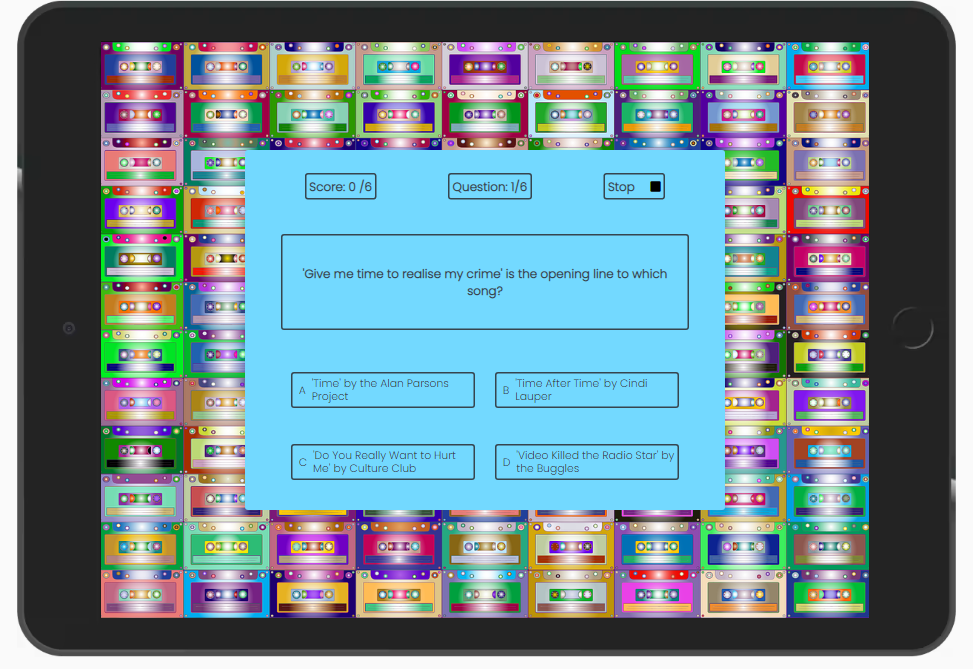 Score: 0 /6
Question: 1/6
Stop
'Give me time to realise my crime' is the opening line to which
song?
A 'Time' by the Alan Parsons
Project
B 'Time After Time' by Cindi
Lauper
C 'Do You Really Want to Hurt
Me' by Culture Club
D 'Video Killed the Radio Star' by
the Buggles